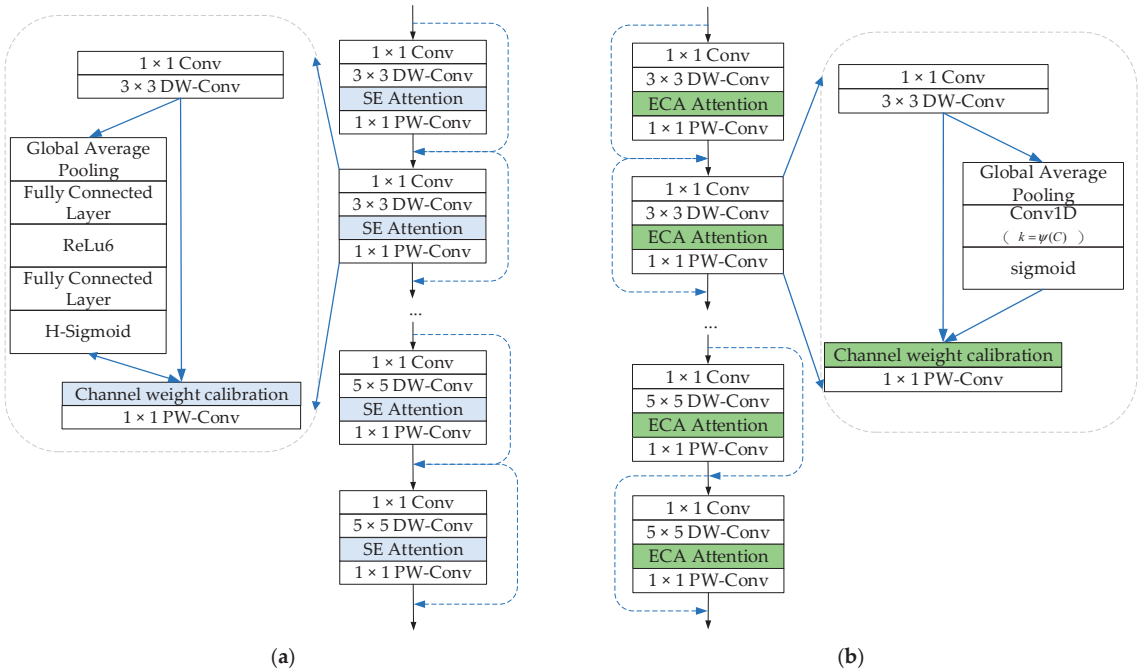 1 × 1 Conv
3 × 3 DW-Conv
Global Average
Pooling
Fully Connected
Layer
ReLu6
Fully Connected
Layer
H-Sigmoid
Channel weight calibration
1 × 1 PW-Conv
1 × 1 Conv
3 × 3 DW-Conv
SE Attention
1 × 1 PW-Conv
1 × 1 Conv
3 × 3 DW-Conv
SE Attention
1 × 1 PW-Conv
...
1 × 1 Conv
5 × 5 DW-Conv
SE Attention
1 × 1 PW-Conv
1 × 1 Conv
5 × 5 DW-Conv
SE Attention
1 × 1 PW-Conv
(a)
1 × 1 Conv
3 × 3 DW-Conv
ECA Attention
1 × 1 PW-Conv
1 × 1 Conv
3 × 3 DW-Conv
ECA Attention
1 × 1 PW-Conv
...
1 × 1 Conv
5 × 5 DW-Conv
ECA Attention
1 × 1 PW-Conv
1 × 1 Conv
5 × 5 DW-Conv
ECA Attention
1 × 1 PW-Conv
1 × 1 Conv
3 × 3 DW-Conv
Global Average
Pooling
Conv1D
( k = ψ(C) )
sigmoid
Channel weight calibration
1 × 1 PW-Conv
(b)